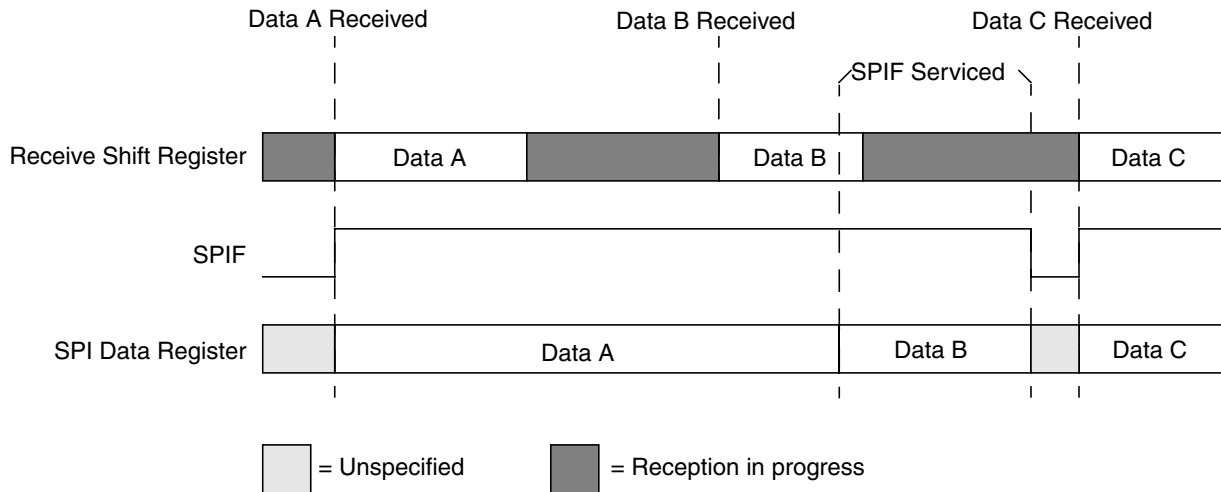 Data A Received
Data B Received
Data C Received
SPIF Serviced
Receive Shift Register
Data A
Data B
Data C
SPIF
SPI Data Register
Data A
Data B
Data C
= Unspecified
= Reception in progress